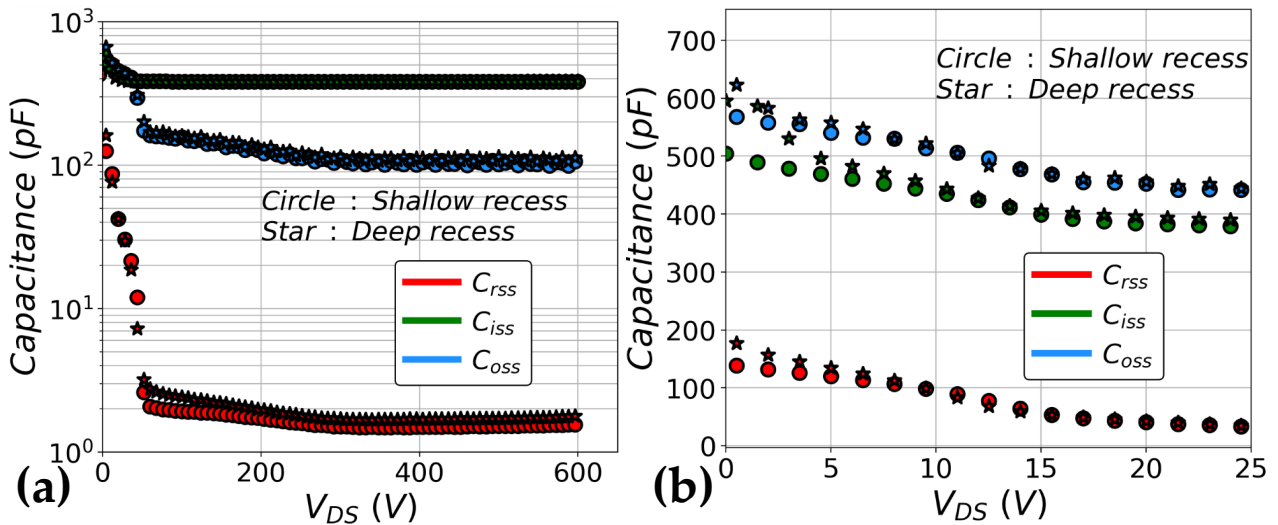 10³
10²
10¹
10⁰
Capacitance (pF)
Circle : Shallow recess
Star : Deep recess
C_rss
C_iss
C_oss
0 200 400 600
V_DS (V)
(a)
700
600
500
400
300
200
100
0
Capacitance (pF)
Circle : Shallow recess
Star : Deep recess
C_rss
C_iss
C_oss
0 5 10 15 20 25
V_DS (V)
(b)